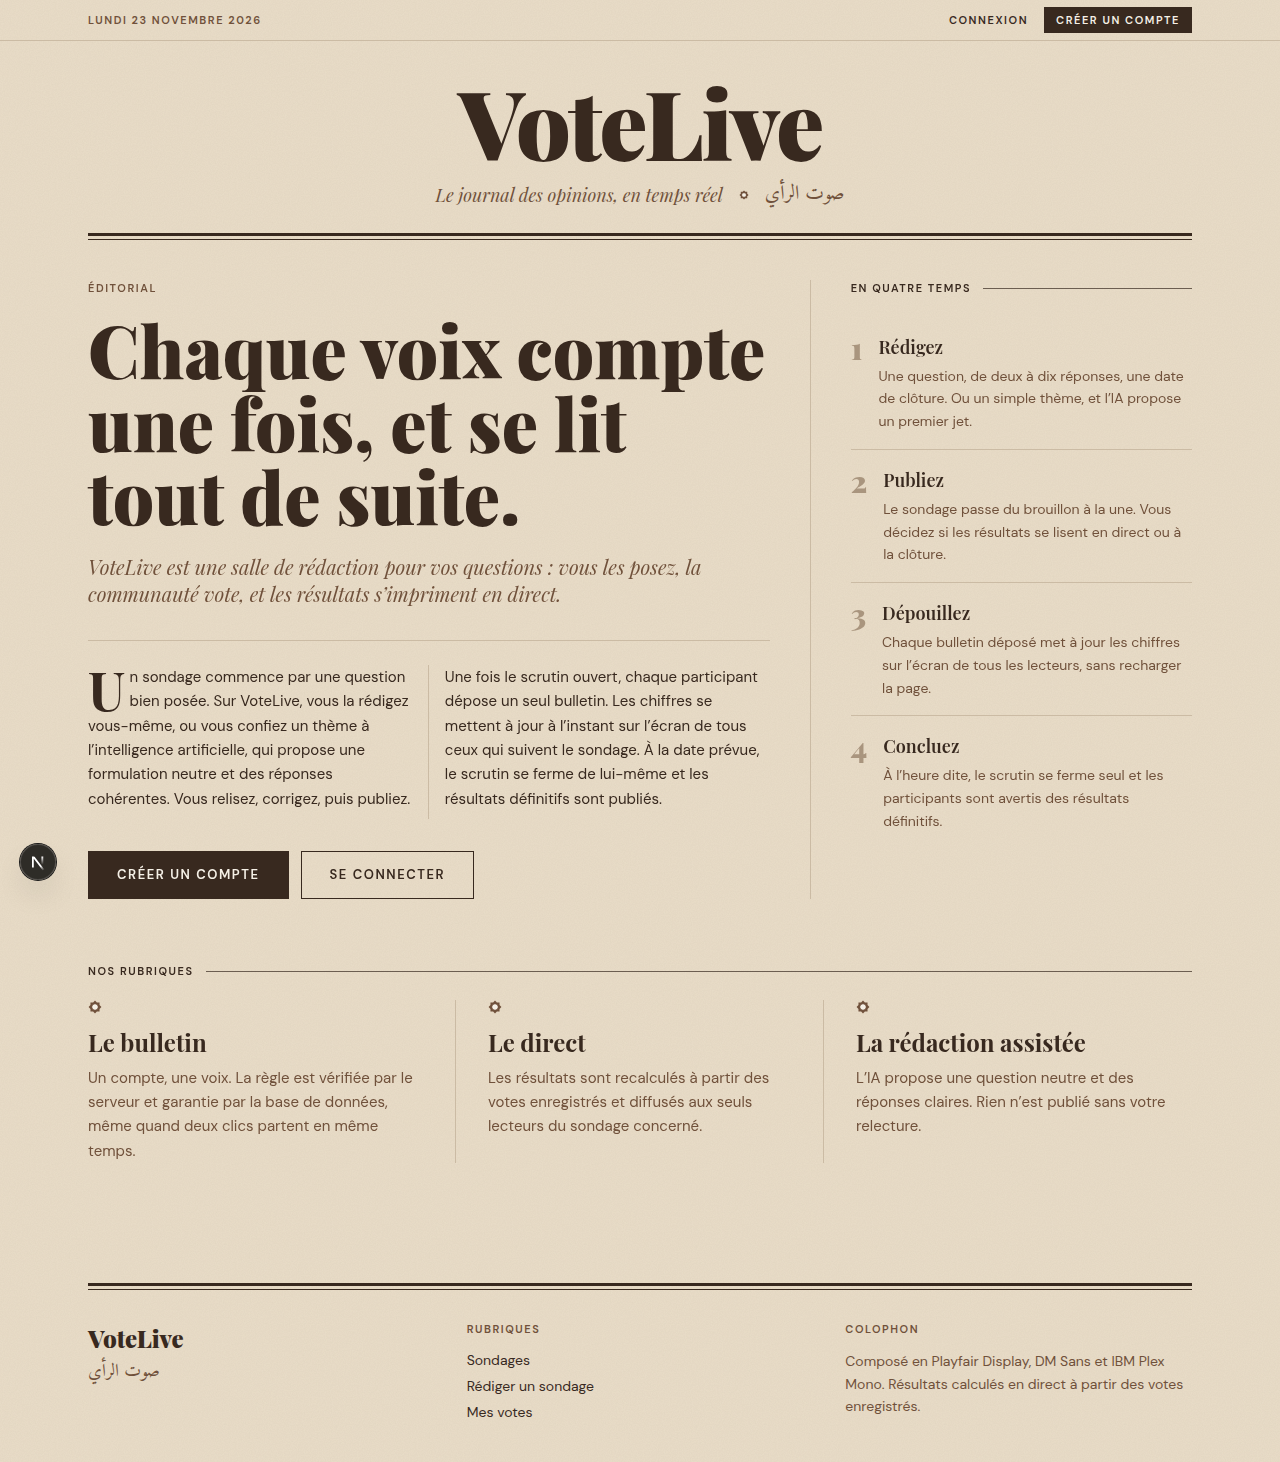 LUNDI 23 NOVEMBRE 2026
CONNEXION
CRÉER UN COMPTE
VoteLive
Le journal des opinions, en temps réel
صوت الرأي
ÉDITORIAL
Chaque voix compte
une fois, et se lit
tout de suite.
VoteLive est une salle de rédaction pour vos questions : vous les posez, la
communauté vote, et les résultats s’impriment en direct.
Un sondage commence par une question
bien posée. Sur VoteLive, vous la rédigez
vous-même, ou vous confiez un thème à
l’intelligence artificielle, qui propose une
formulation neutre et des réponses
cohérentes. Vous relisez, corrigez, puis publiez.
Une fois le scrutin ouvert, chaque participant
dépose un seul bulletin. Les chiffres se
mettent à jour à l’instant sur l’écran de tous
ceux qui suivent le sondage. À la date prévue,
le scrutin se ferme de lui-même et les
résultats définitifs sont publiés.
CRÉER UN COMPTE
SE CONNECTER
EN QUATRE TEMPS
1 Rédigez
Une question, de deux à dix réponses, une date
de clôture. Ou un simple thème, et l’IA propose
un premier jet.
2 Publiez
Le sondage passe du brouillon à la une. Vous
décidez si les résultats se lisent en direct ou à
la clôture.
3 Dépouillez
Chaque bulletin déposé met à jour les chiffres
sur l’écran de tous les lecteurs, sans recharger
la page.
4 Concluez
À l’heure dite, le scrutin se ferme seul et les
participants sont avertis des résultats
définitifs.
N
NOS RUBRIQUES
Le bulletin
Un compte, une voix. La règle est vérifiée par le
serveur et garantie par la base de données,
même quand deux clics partent en même
temps.
Le direct
Les résultats sont recalculés à partir des
votes enregistrés et diffusés aux seuls
lecteurs du sondage concerné.
La rédaction assistée
L’IA propose une question neutre et des
réponses claires. Rien n’est publié sans votre
relecture.
VoteLive
صوت الرأي
RUBRIQUES
Sondages
Rédiger un sondage
Mes votes
COLOPHON
Composé en Playfair Display, DM Sans et IBM Plex
Mono. Résultats calculés en direct à partir des votes
enregistrés.